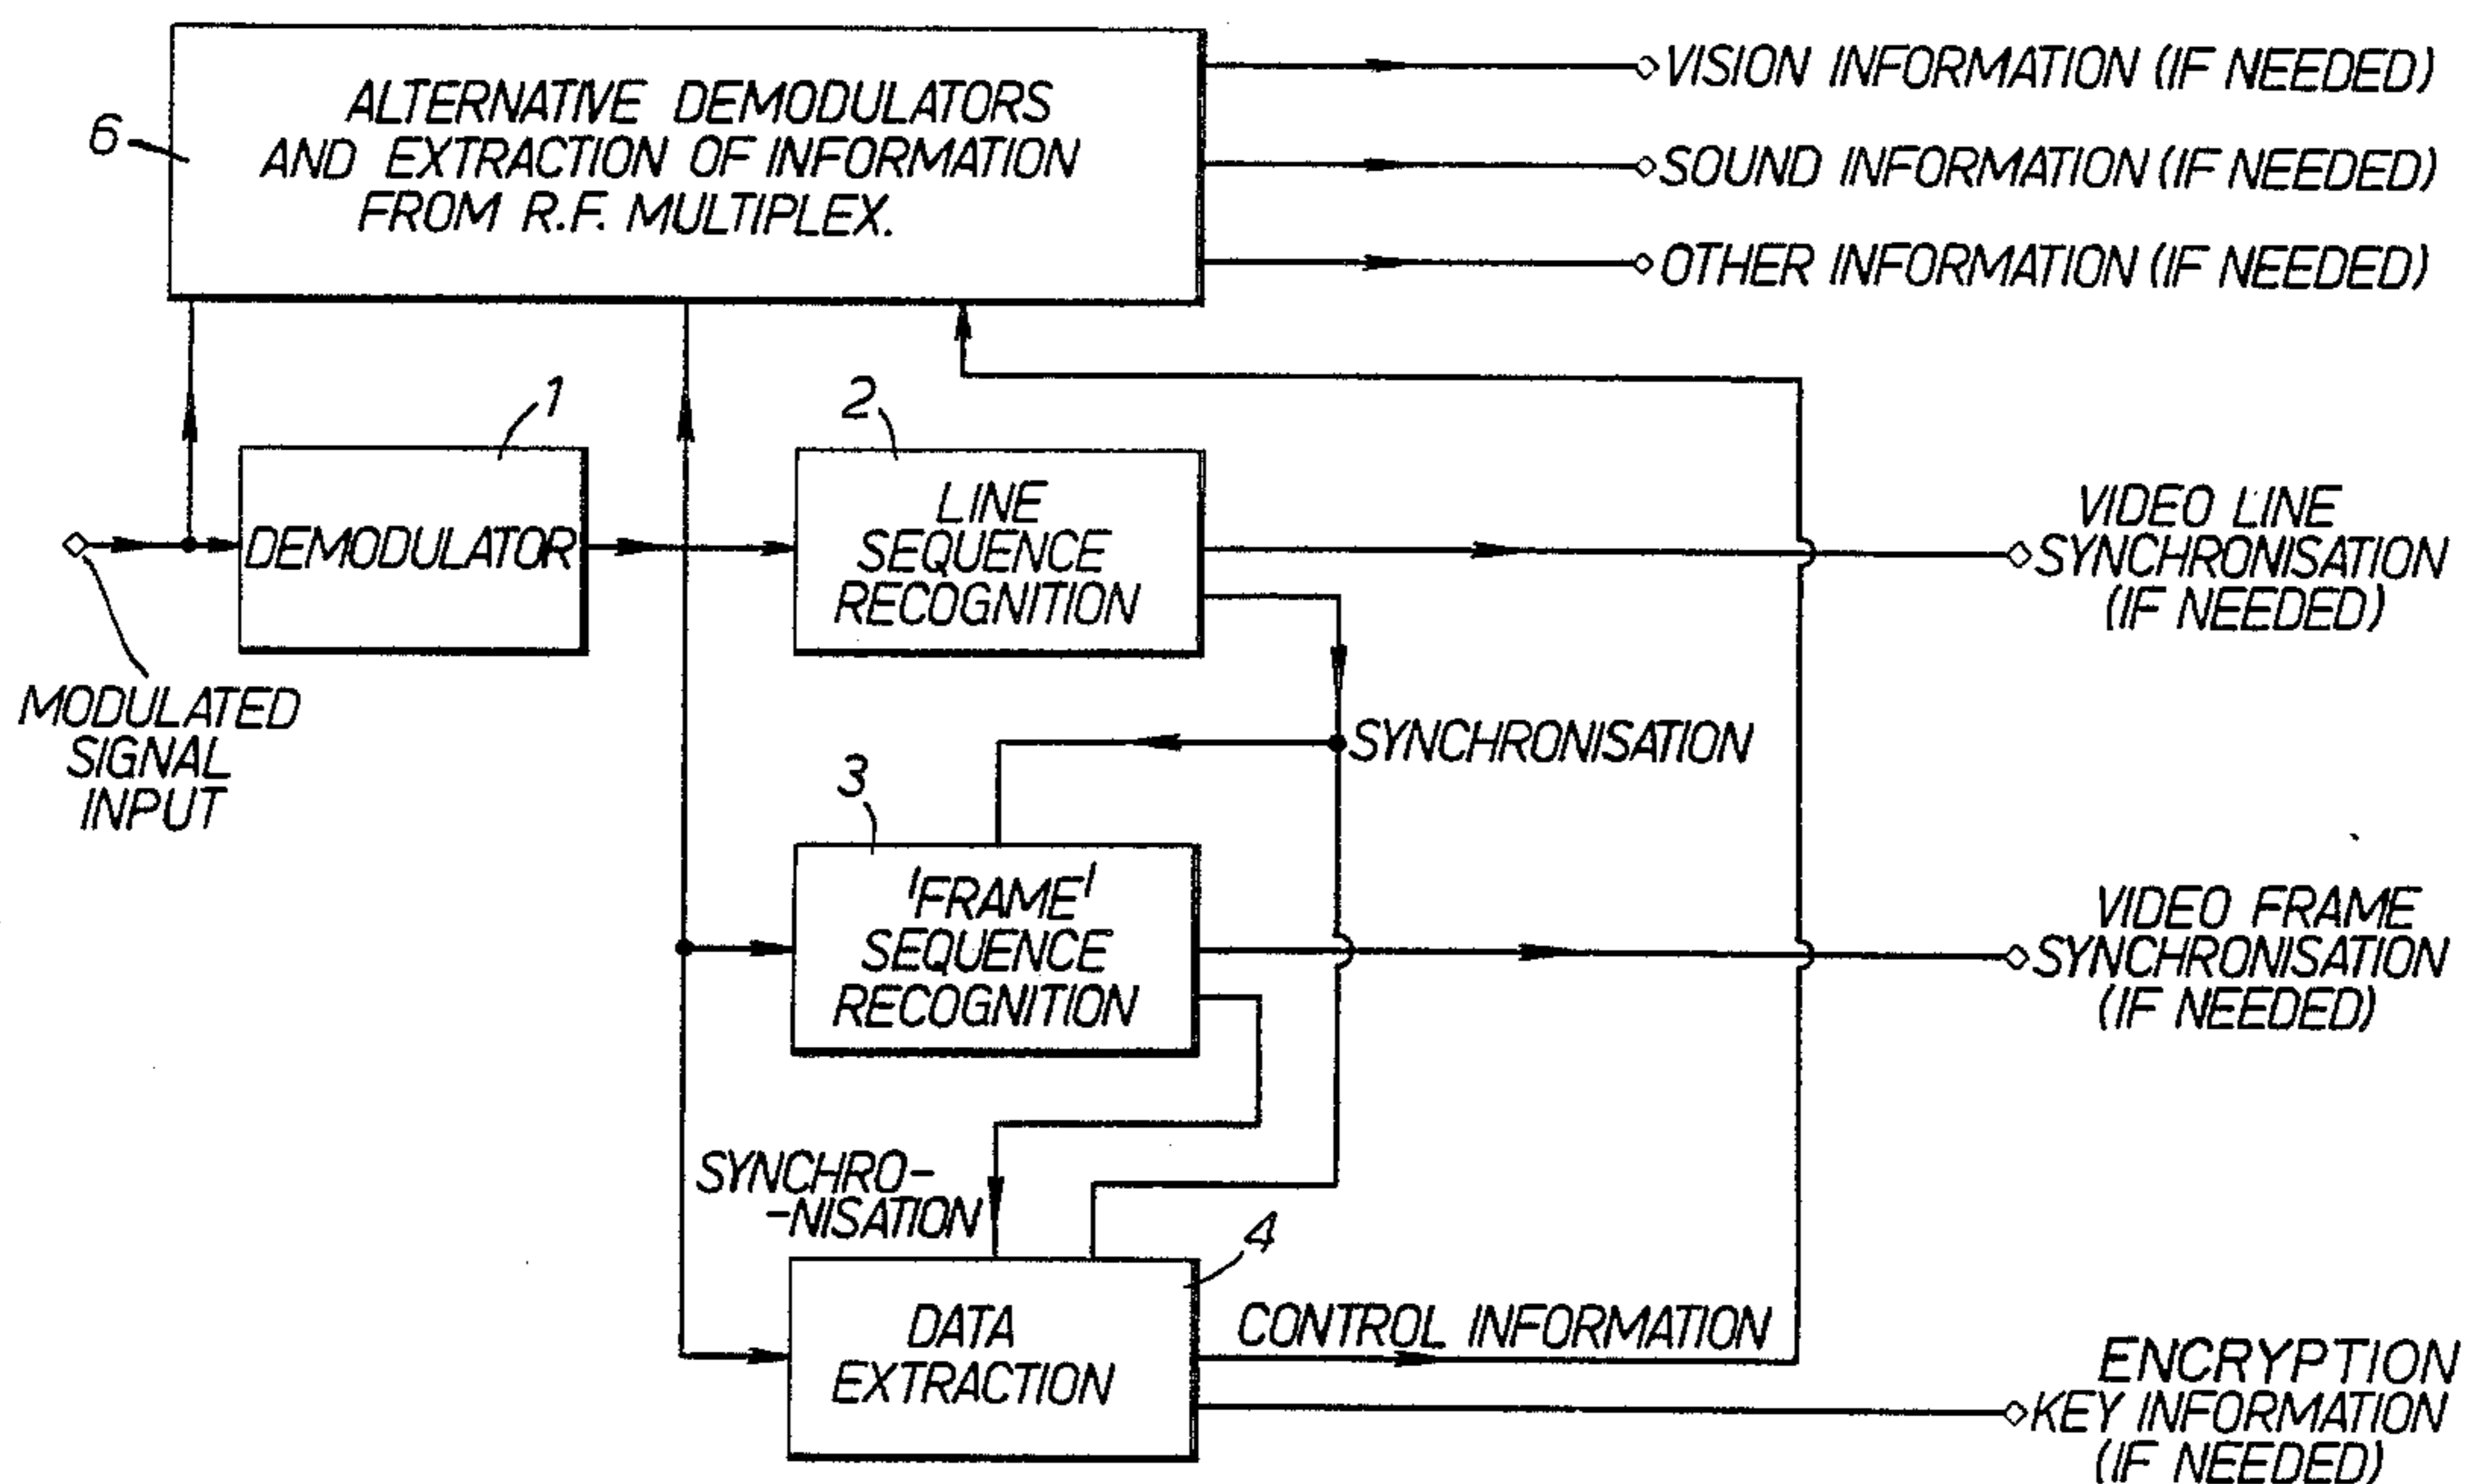 ALTERNATIVE DEMODULATORS
AND EXTRACTION OF INFORMATION
FROM R.F. MULTIPLEX.
6
VISION INFORMATION (IF NEEDED)
SOUND INFORMATION (IF NEEDED)
OTHER INFORMATION (IF NEEDED)
1
DEMODULATOR
2
LINE
SEQUENCE
RECOGNITION
VIDEO LINE
SYNCHRONISATION
(IF NEEDED)
MODULATED
SIGNAL
INPUT
SYNCHRONISATION
3
'FRAME'
SEQUENCE
RECOGNITION
VIDEO FRAME
SYNCHRONISATION
(IF NEEDED)
SYNCHRO-
-NISATION
4
DATA
EXTRACTION
CONTROL INFORMATION
ENCRYPTION
KEY INFORMATION
(IF NEEDED)